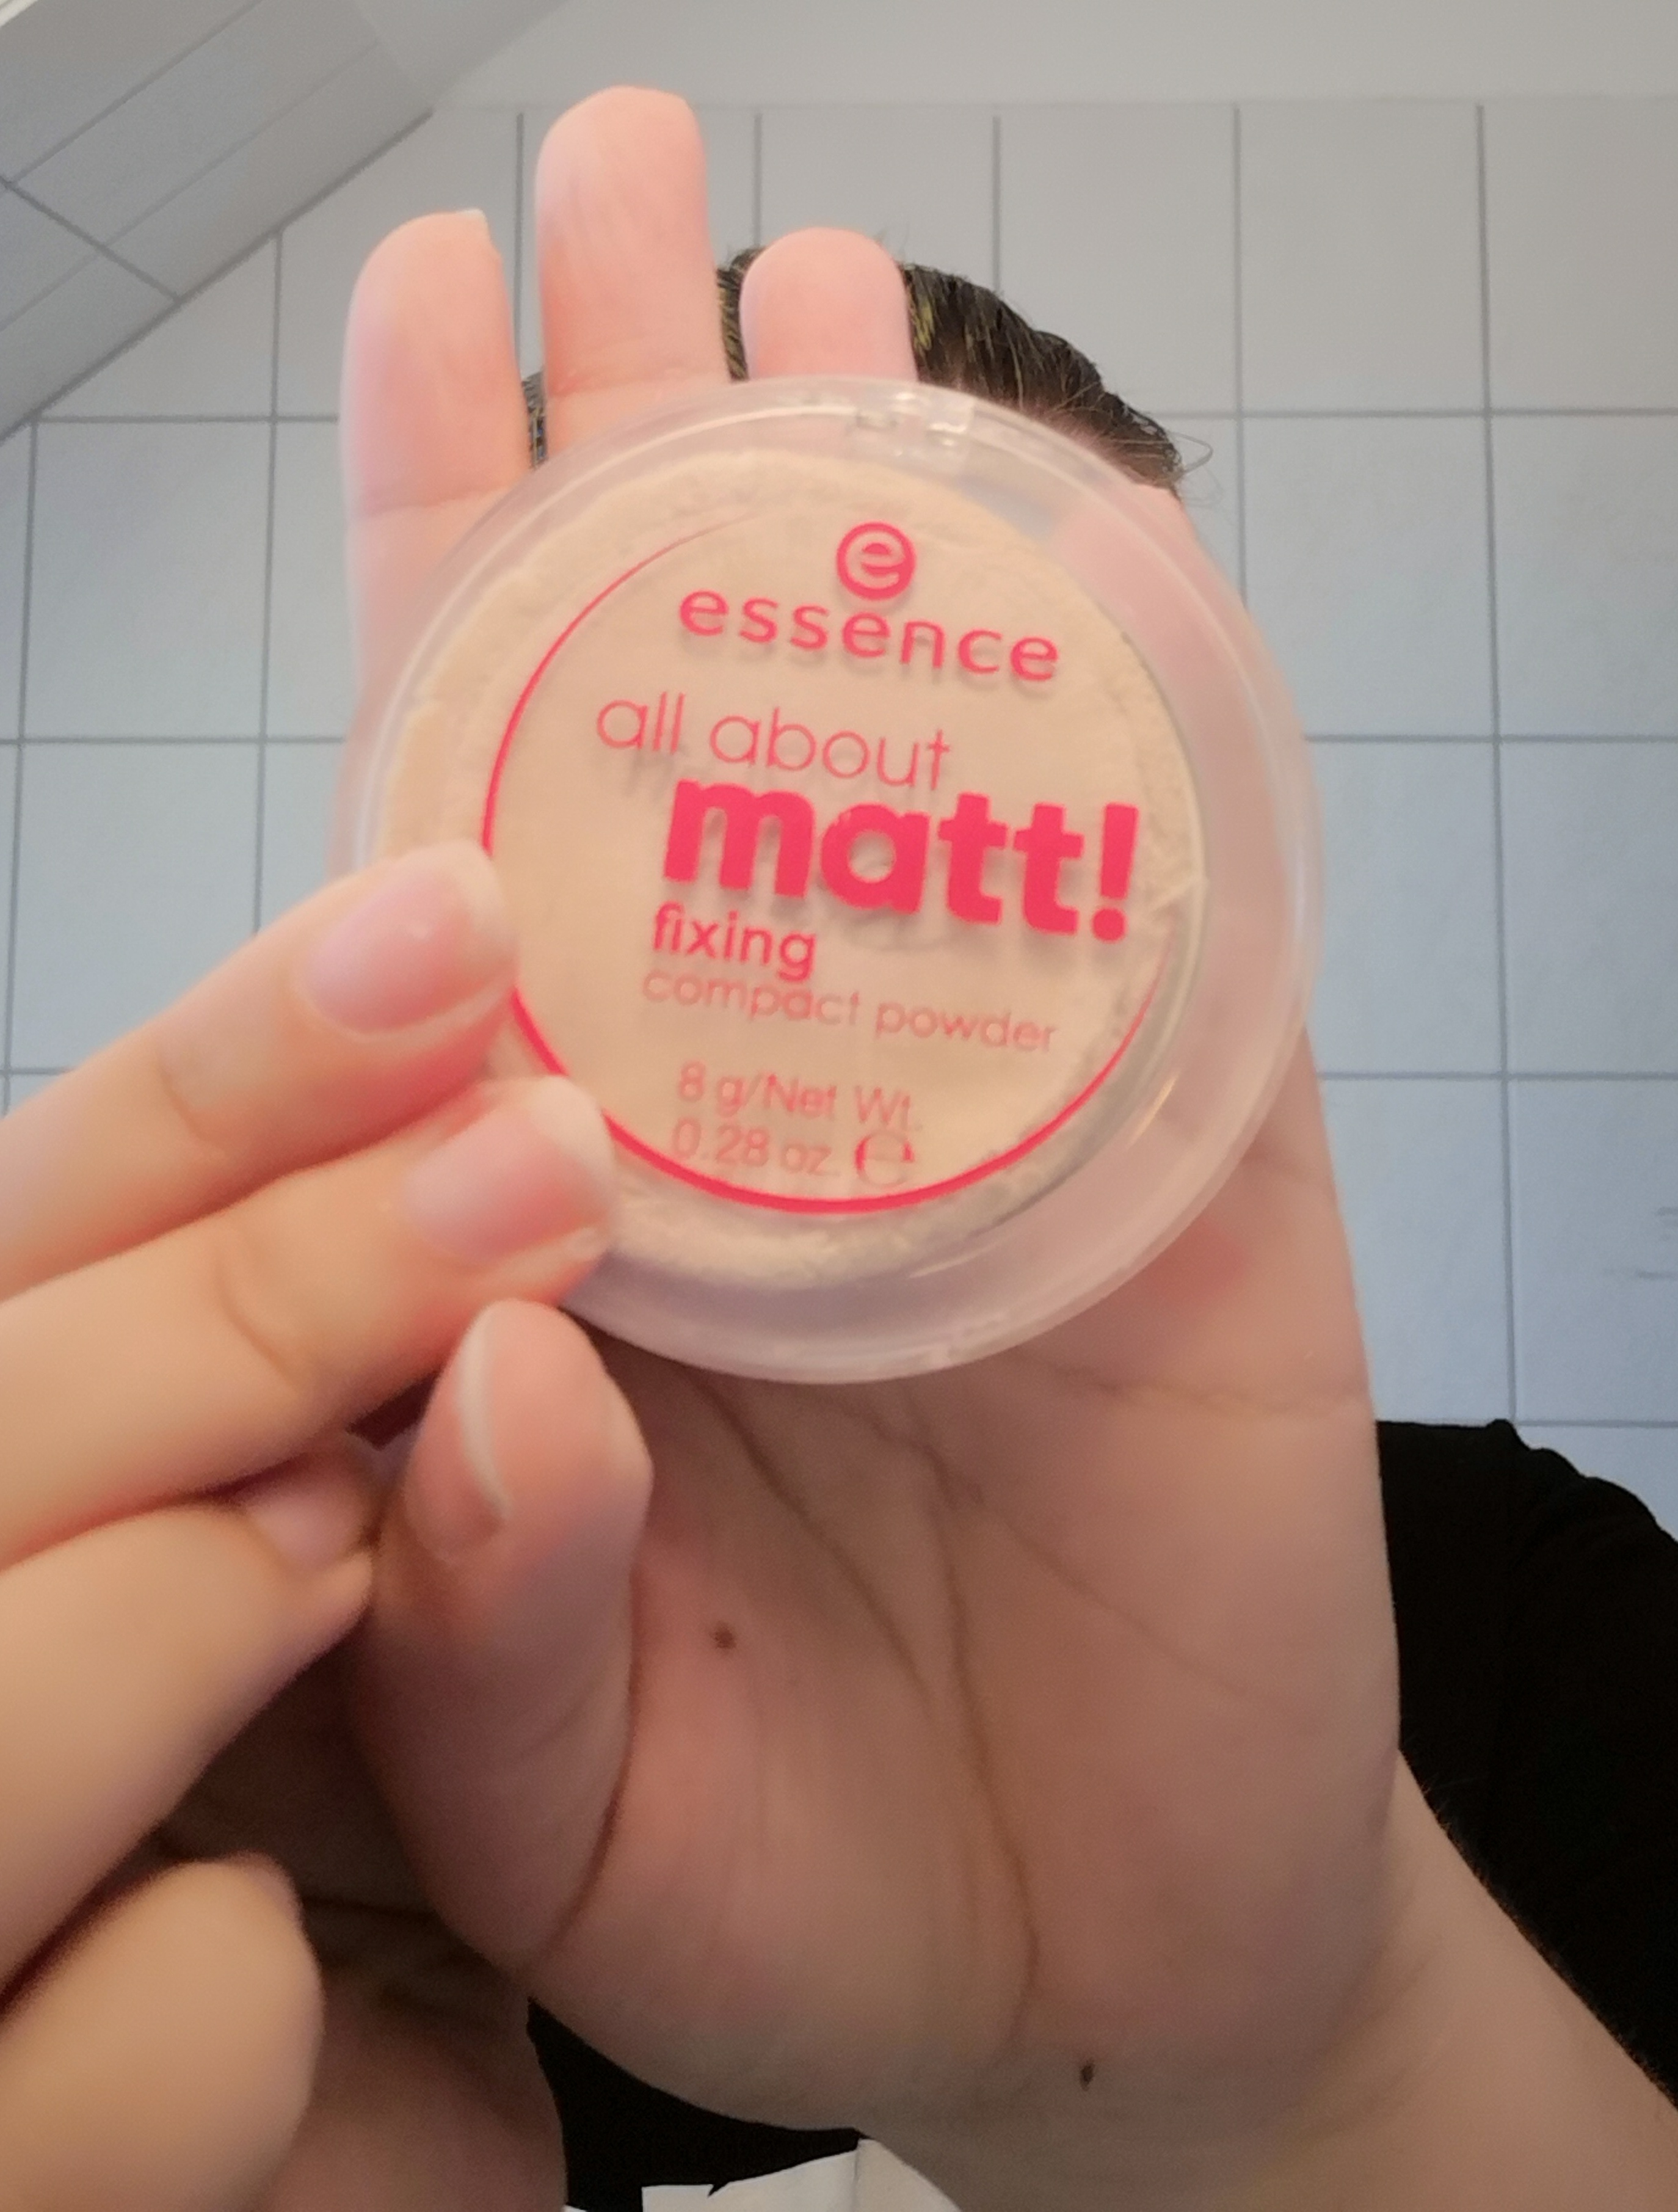 e
essence
all about
matt!
fixing
compact powder
8 g/Net Wt.
0.28 oz. ℮